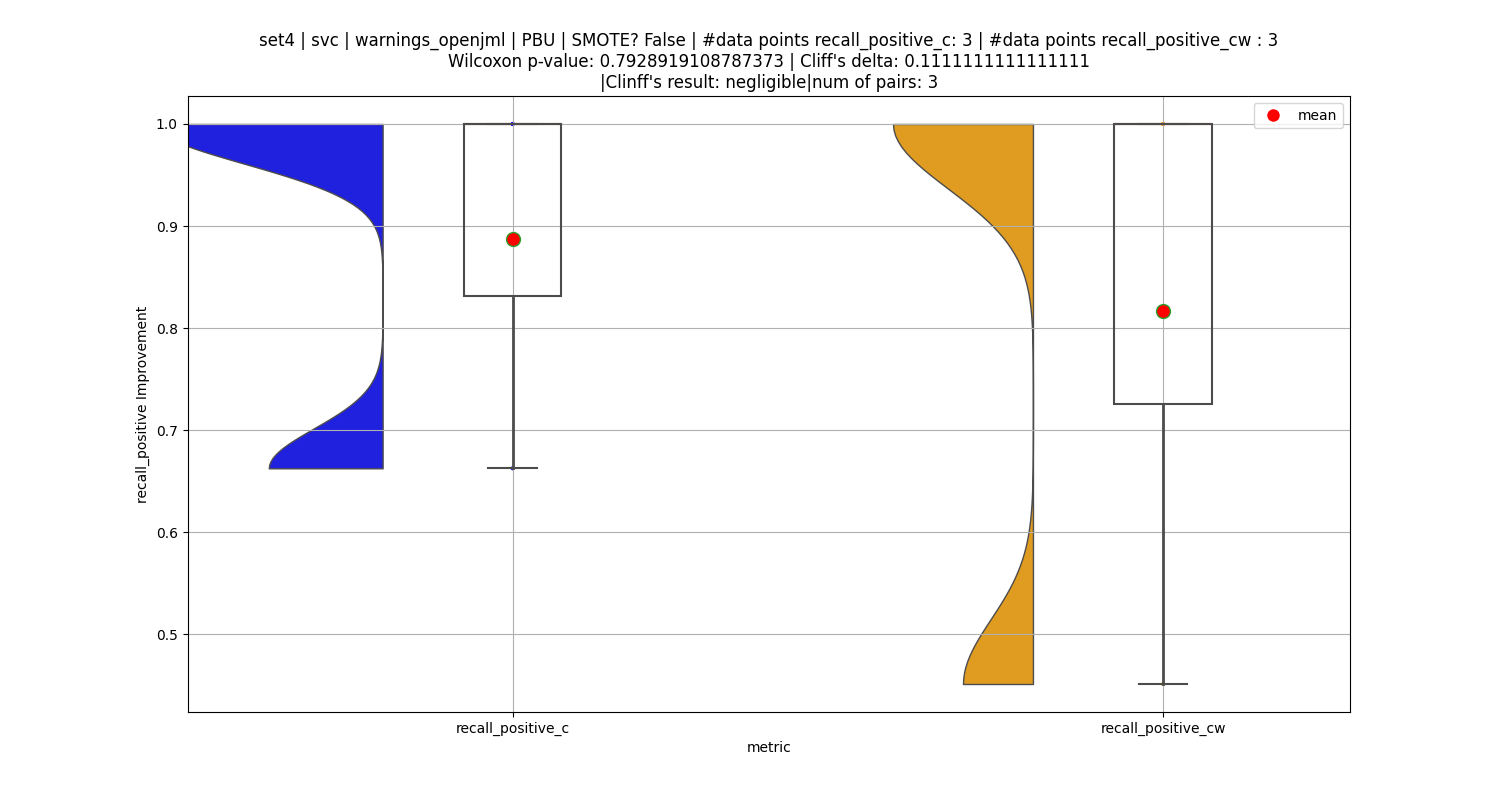 set4 | svc | warnings_openjml | PBU | SMOTE? False | #data points recall_positive_c: 3 | #data points recall_positive_cw : 3
Wilcoxon p-value: 0.7928919108787373 | Cliff's delta: 0.1111111111111111
|Clinff's result: negligible|num of pairs: 3
mean
1.0
0.9
0.8
0.7
0.6
0.5
recall_positive Improvement
recall_positive_c
recall_positive_cw
metric